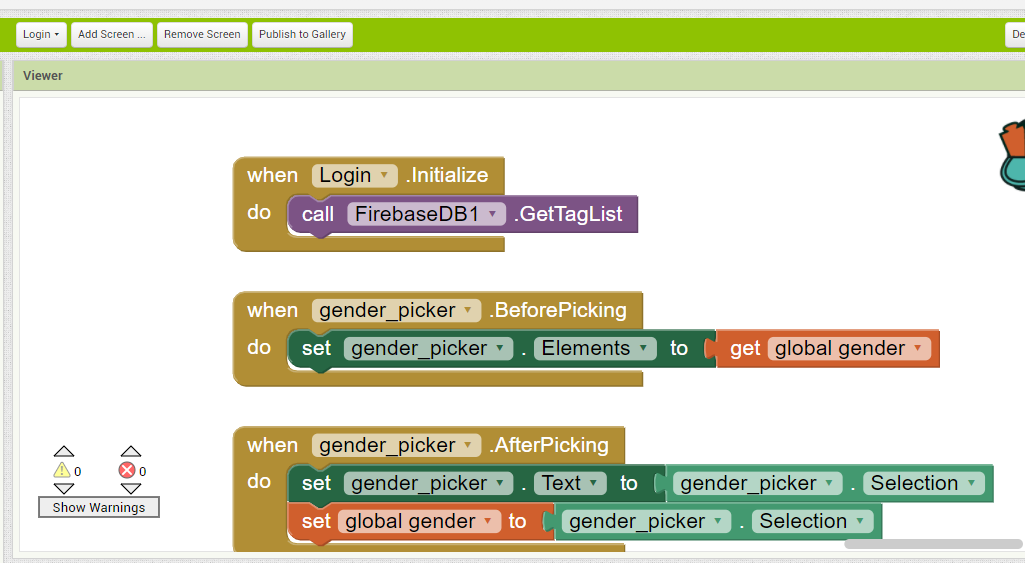 Login Add Screen ... Remove Screen Publish to Gallery De
Viewer
when Login .Initialize
do call FirebaseDB1 .GetTagList
when gender_picker .BeforePicking
do set gender_picker . Elements to get global gender
when gender_picker .AfterPicking
do set gender_picker . Text to gender_picker . Selection
set global gender to gender_picker . Selection
0 0
Show Warnings